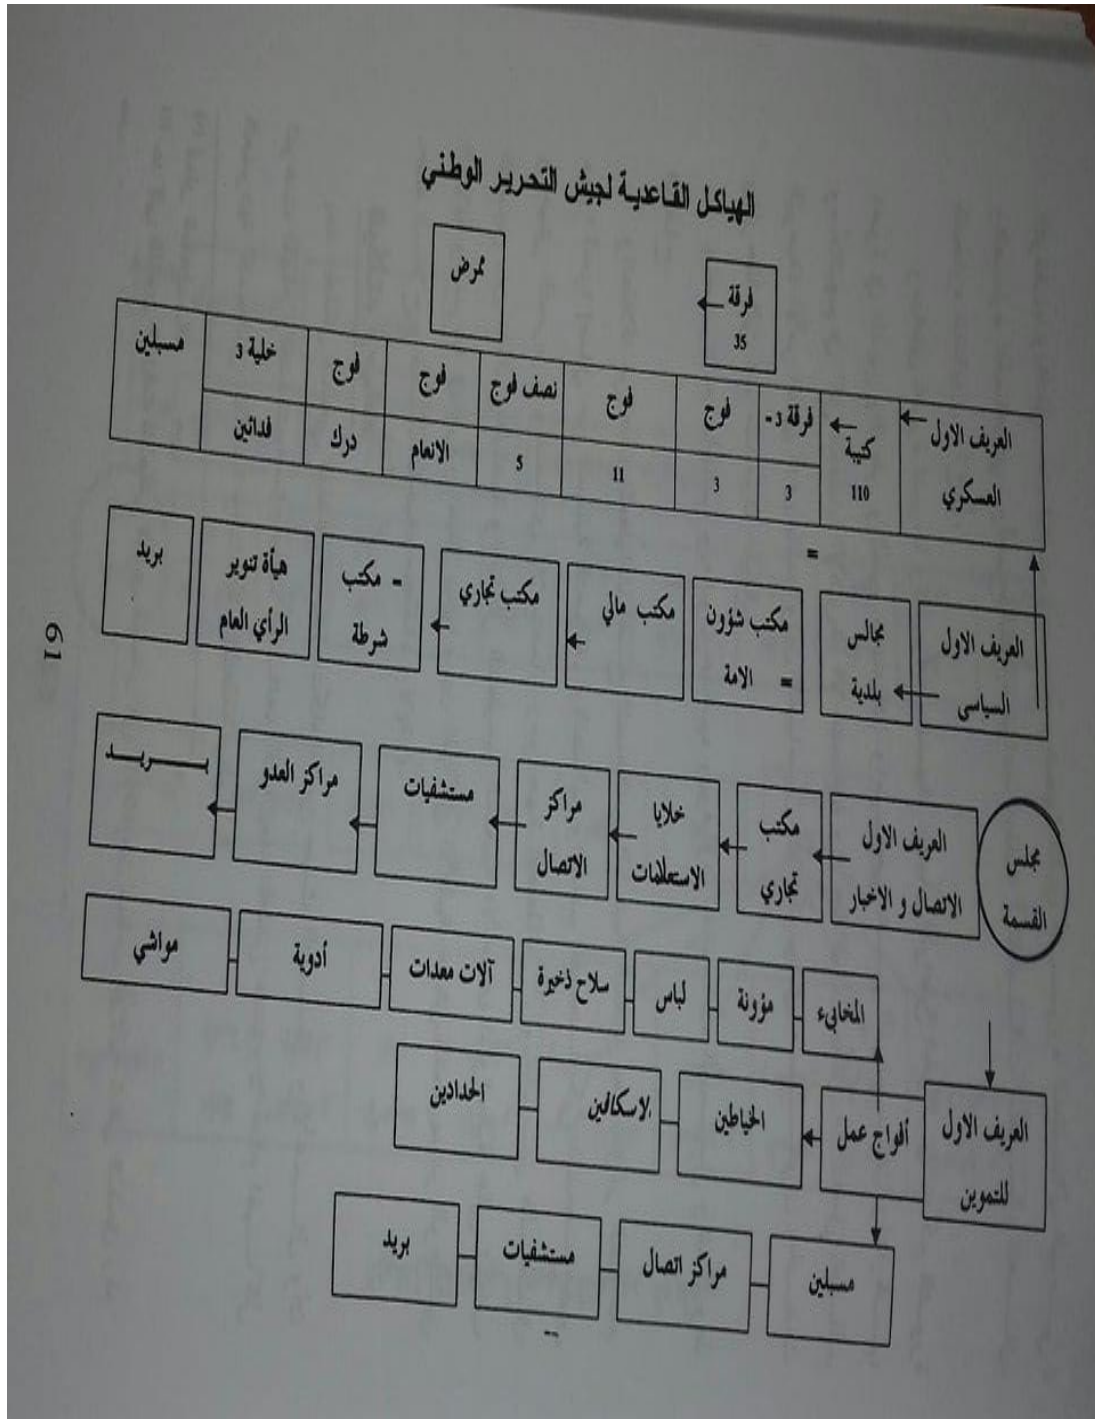 الهياكل القاعدية لجيش التحرير الوطني
فرقة
35
ممرض
العريف الاول
العسكري
كتيبة
110
فرقة 3 -
3
فوج
3
فوج
11
نصف فوج
5
فوج
الانعام
فوج
درك
خلية 3
فدائين
مسبلين
=
العريف الاول
السياسي
مجالس
بلدية
مكتب شؤون
الامة =
مكتب مالي
مكتب تجاري
- مكتب
شرطة
هيأة تنوير
الرأي العام
بريد
مجلس
القسمة
العريف الاول
الاتصال و الاخبار
مكتب
تجاري
خلايا
الاستعلامات
مراكز
الاتصال
مستشفيات
مراكز العدو
بـــريـــد
المخابىء
مؤونة
لباس
سلاح ذخيرة
آلات معدات
أدوية
مواشي
العريف الاول
للتموين
أفواج عمل
الخياطين
الاسكافين
الحدادين
مسبلين
مراكز اتصال
مستشفيات
بريد
61